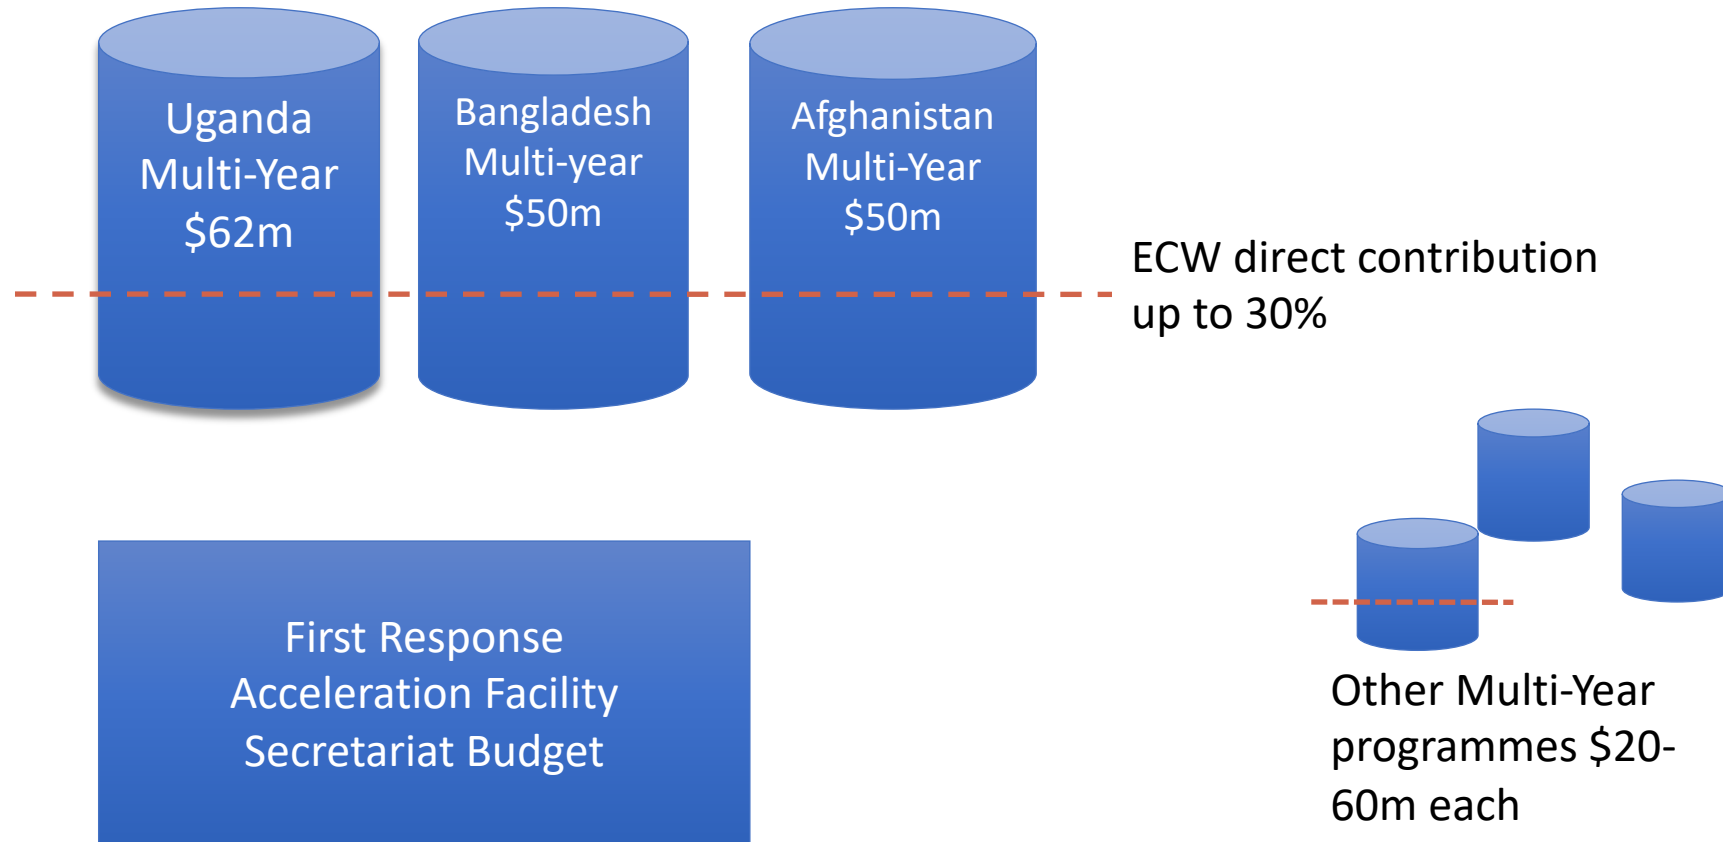 Uganda
Multi-Year
$62m
Bangladesh
Multi-year
$50m
Afghanistan
Multi-Year
$50m
ECW direct contribution
up to 30%
First Response
Acceleration Facility
Secretariat Budget
Other Multi-Year
programmes $20-
60m each